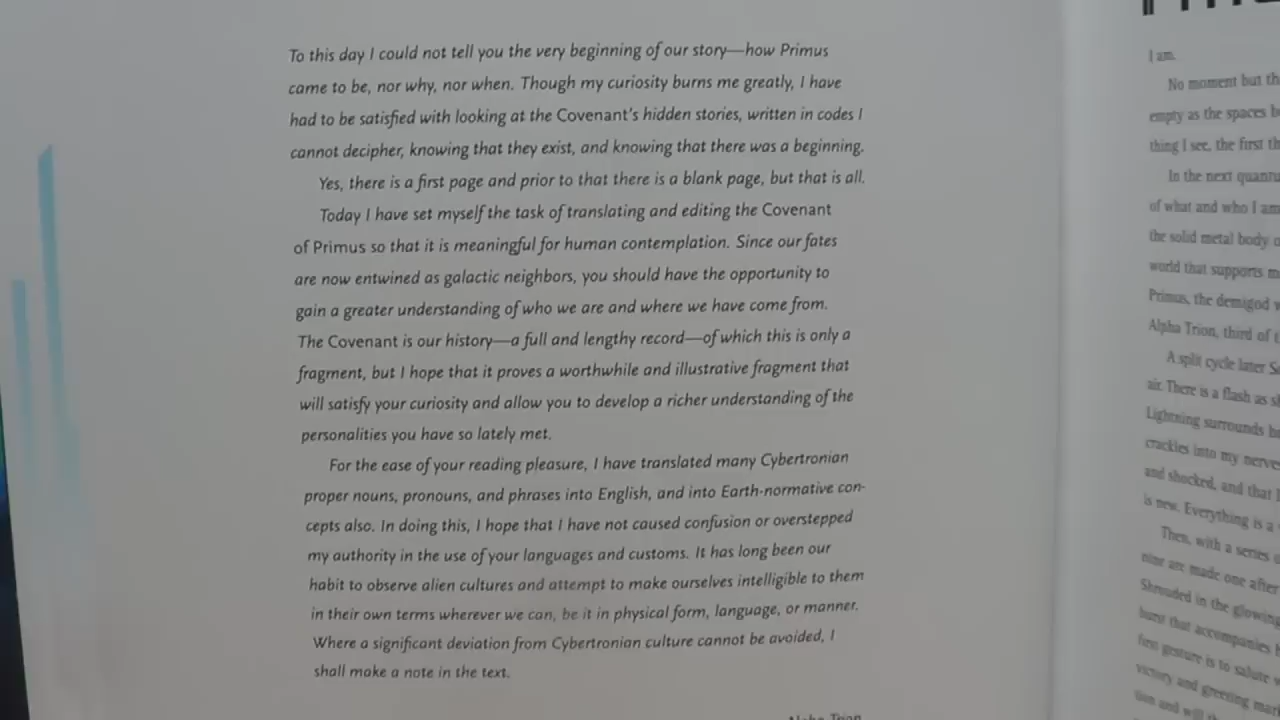 To this day I could not tell you the very beginning of our story—how Primus
came to be, nor why, nor when. Though my curiosity burns me greatly, I have
had to be satisfied with looking at the Covenant's hidden stories, written in codes I
cannot decipher, knowing that they exist, and knowing that there was a beginning.
Yes, there is a first page and prior to that there is a blank page, but that is all.
Today I have set myself the task of translating and editing the Covenant
of Primus so that it is meaningful for human contemplation. Since our fates
are now entwined as galactic neighbors, you should have the opportunity to
gain a greater understanding of who we are and where we have come from.
The Covenant is our history—a full and lengthy record—of which this is only a
fragment, but I hope that it proves a worthwhile and illustrative fragment that
will satisfy your curiosity and allow you to develop a richer understanding of the
personalities you have so lately met.
For the ease of your reading pleasure, I have translated many Cybertronian
proper nouns, pronouns, and phrases into English, and into Earth-normative con-
cepts also. In doing this, I hope that I have not caused confusion or overstepped
my authority in the use of your languages and customs. It has long been our
habit to observe alien cultures and attempt to make ourselves intelligible to them
in their own terms wherever we can, be it in physical form, language, or manner.
Where a significant deviation from Cybertronian culture cannot be avoided, I
shall make a note in the text.
Alpha Trion
I am.
No moment but
empty as the spaces
thing I see, the first
In the next
of what and who I am
the solid metal body
world that supports
Primus, the demigod
Alpha Trion, third of
A split cycle later
air. There is a flash as
Lightning surrounds
crackles into my
and shocked, and that
is new. Everything is a
Then, with a series
nine are made one after
Shrouded in the glowing
burst that accompanies
first gesture is to salute
victory and greeting
tion and will